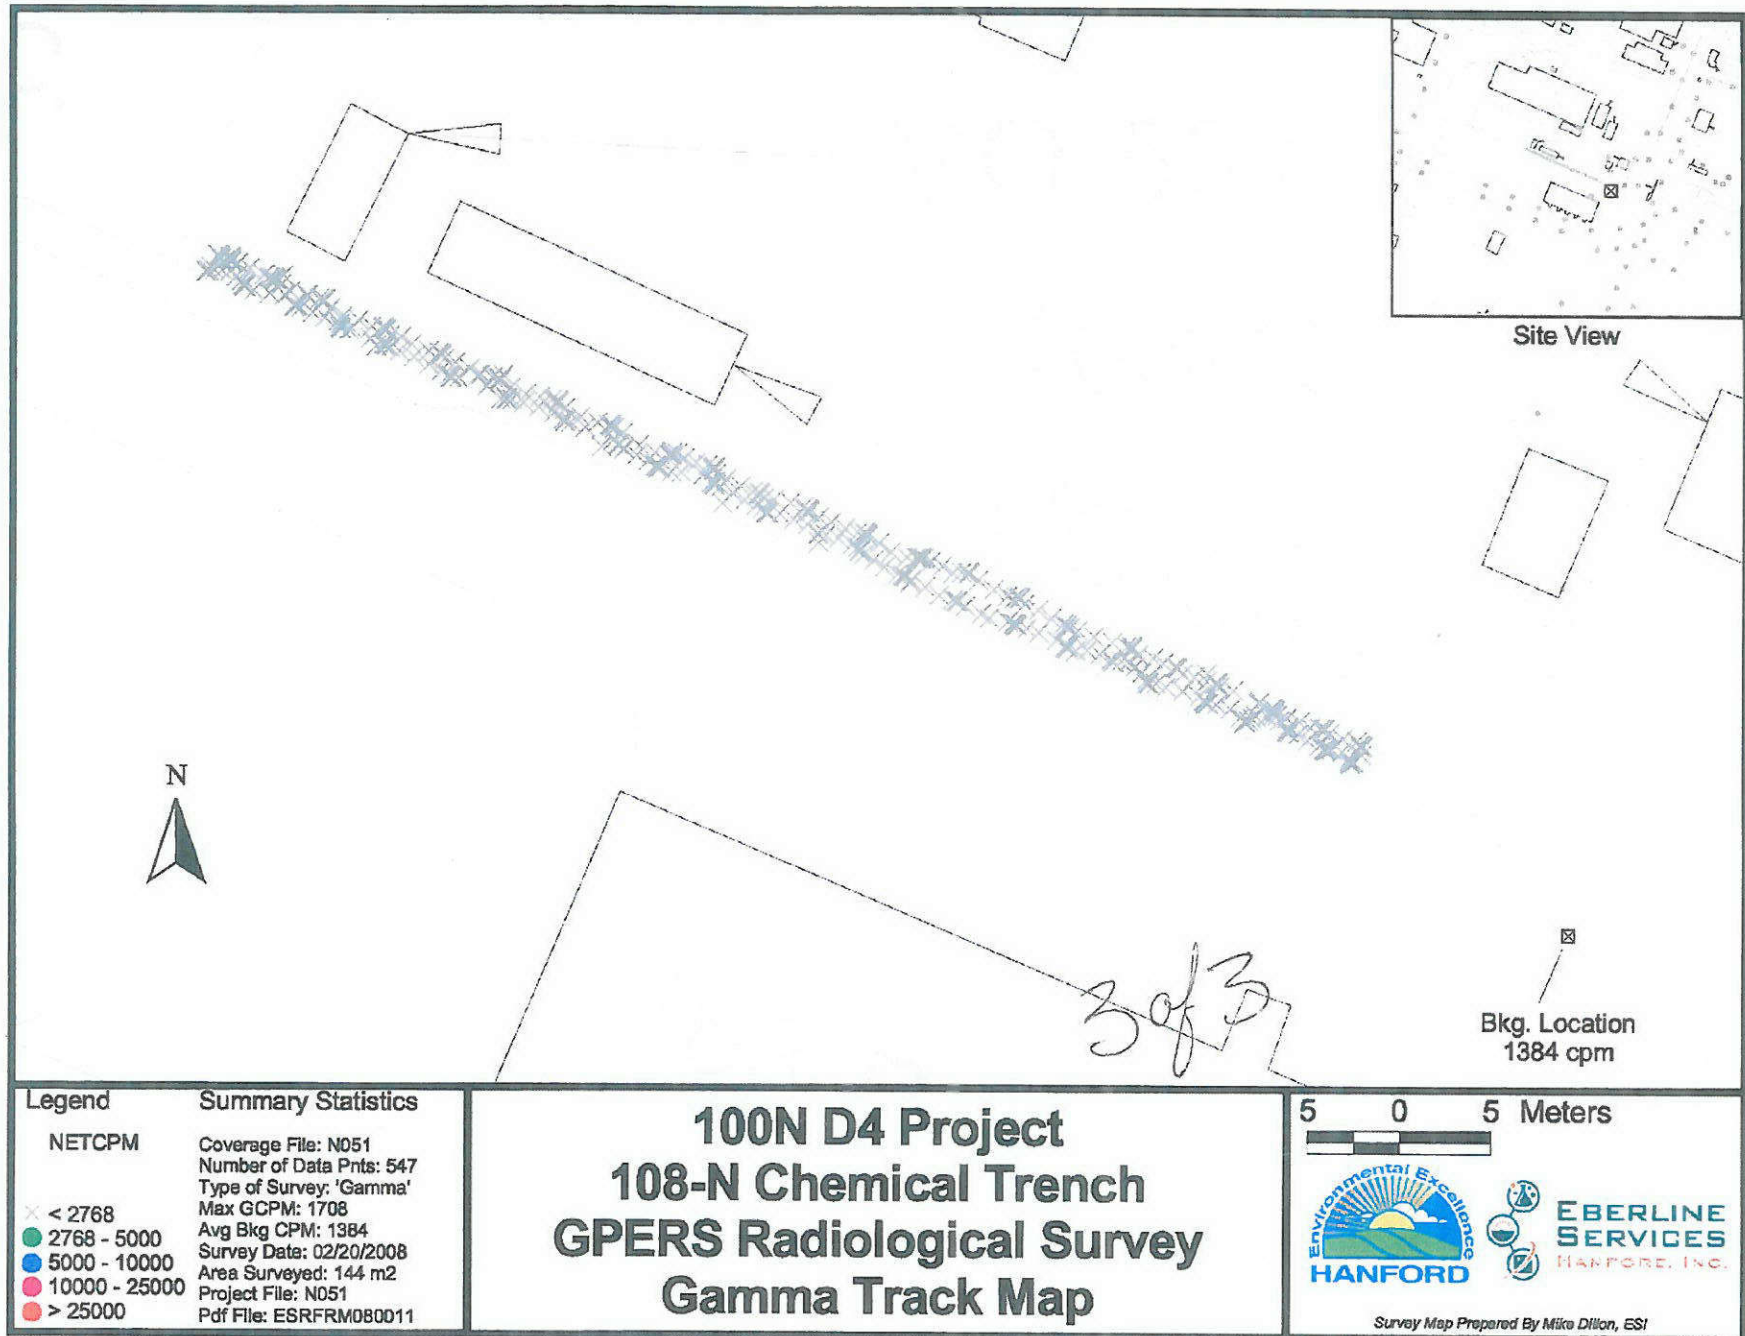 Site View
N
3 of 3
Bkg. Location
1384 cpm
Legend
NETCPM
< 2768
2768 - 5000
5000 - 10000
10000 - 25000
> 25000
Summary Statistics
Coverage File: N051
Number of Data Pnts: 547
Type of Survey: 'Gamma'
Max GCPM: 1708
Avg Bkg CPM: 1384
Survey Date: 02/20/2008
Area Surveyed: 144 m2
Project File: N051
Pdf File: ESRFRM080011
100N D4 Project
108-N Chemical Trench
GPERS Radiological Survey
Gamma Track Map
5 0 5 Meters
Environmental Excellence
HANFORD
EBERLINE
SERVICES
HANFORD, INC.
Survey Map Prepared By Mike Dillon, ESI